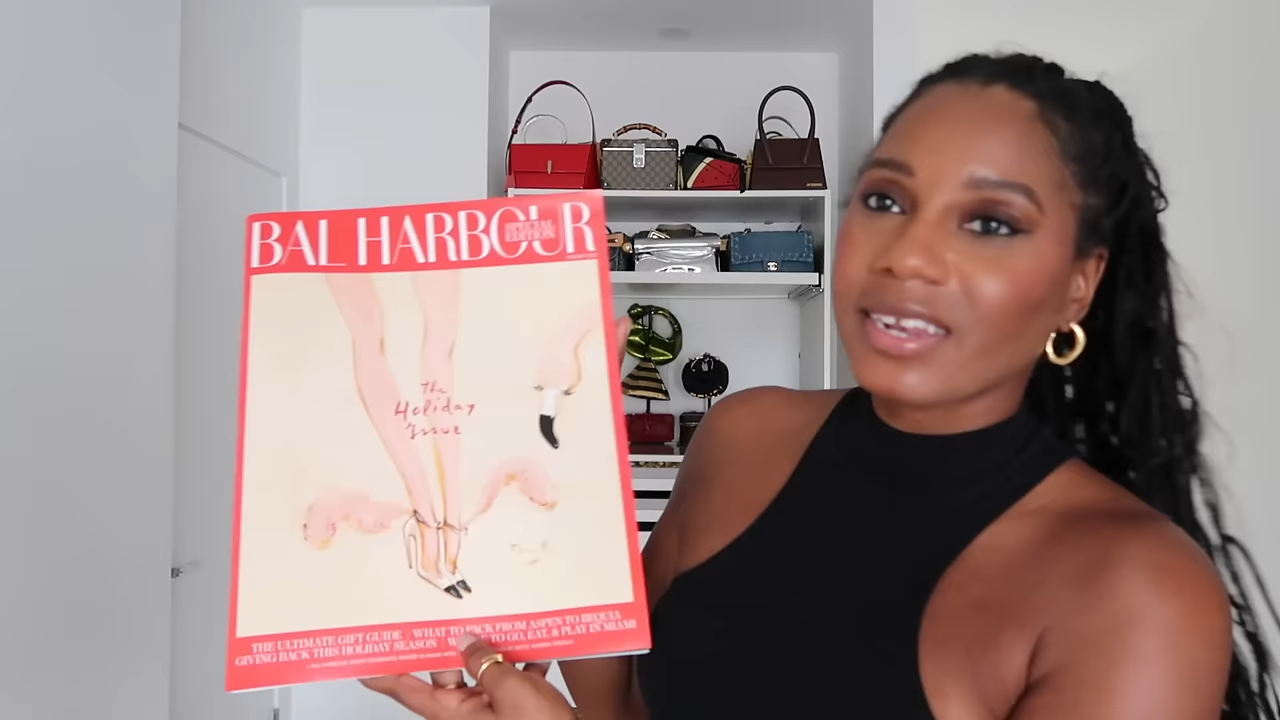 BAL HARBOUR
SPECIAL
EDITION
The
Holiday
Issue
THE ULTIMATE GIFT GUIDE WHAT TO PACK FROM ASPEN TO BEQUIA
GIVING BACK THIS HOLIDAY SEASON TO GO, EAT, & PLAY IN MIAMI